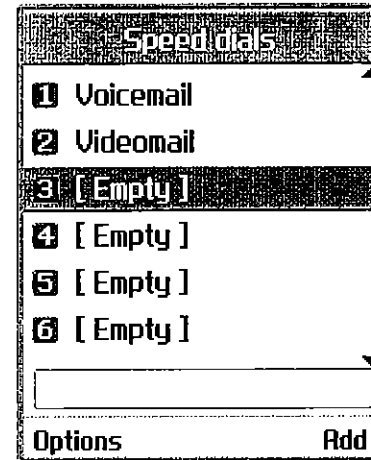 Speed dials
1 Voicemail
2 Videomail
3 [ Empty ]
4 [ Empty ]
5 [ Empty ]
6 [ Empty ]
Options Add